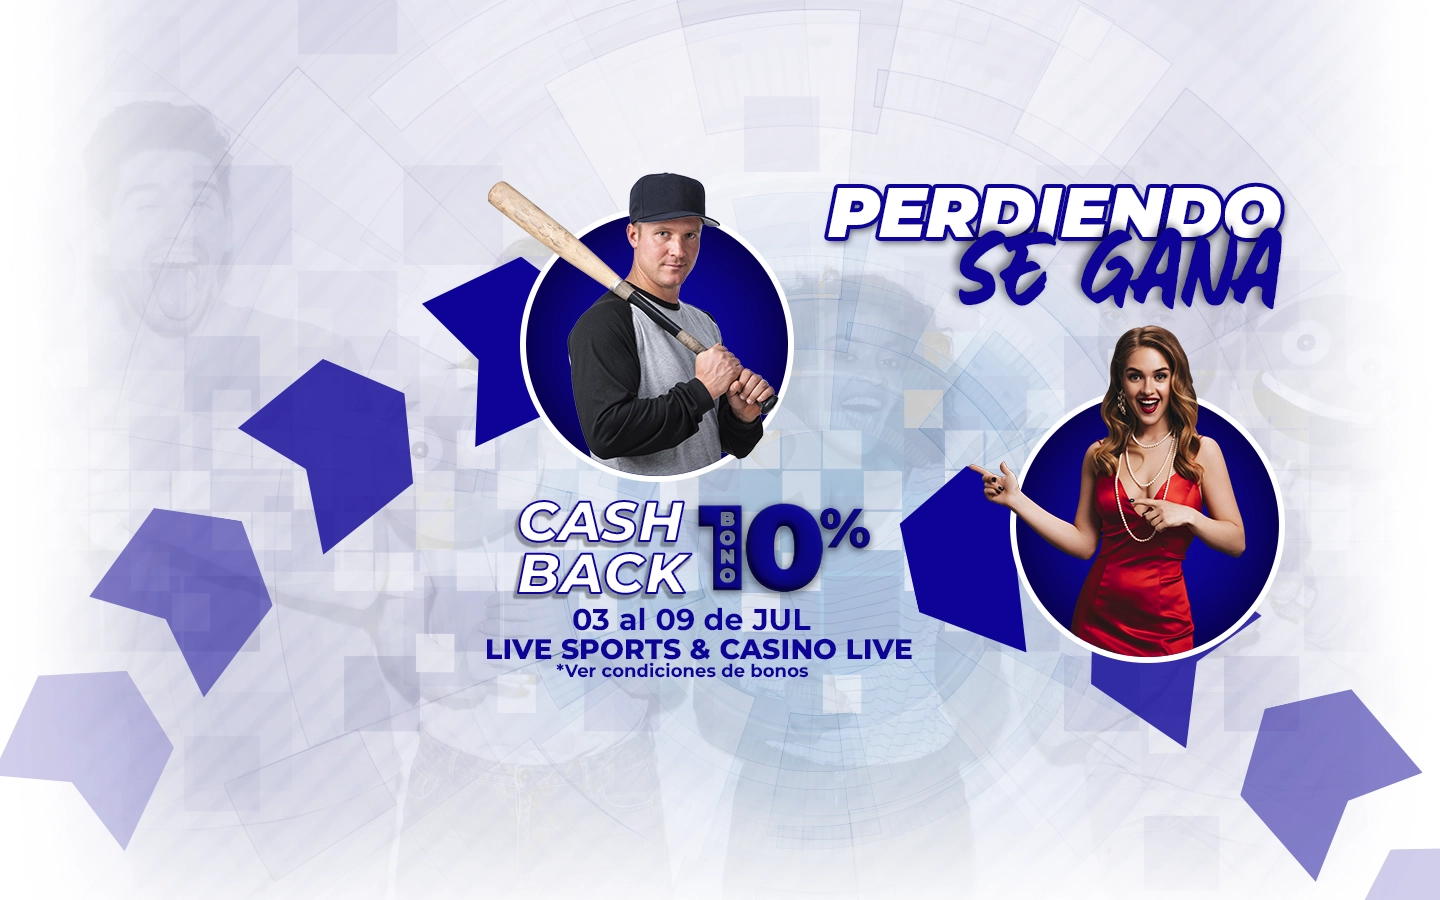 PERDIENDO
SE GANA
CASH
BACK
BONO
10%
03 al 09 de JUL
LIVE SPORTS & CASINO LIVE
*Ver condiciones de bonos